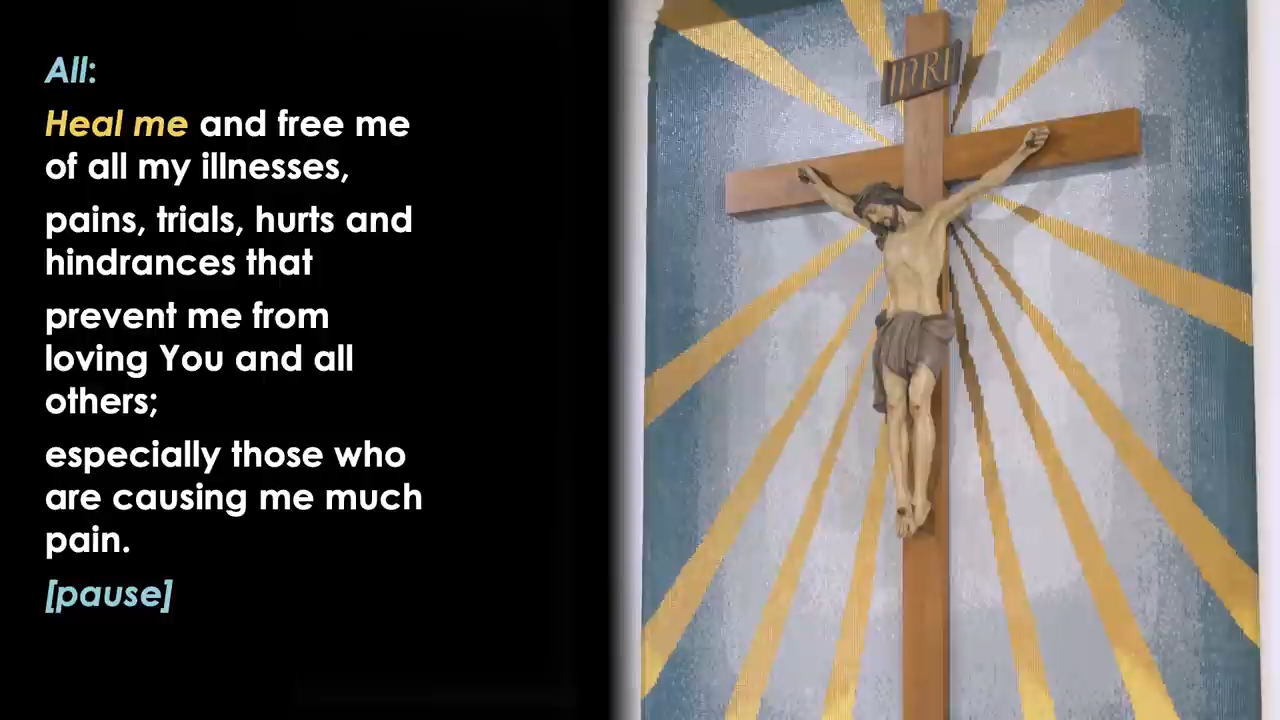 All:
Heal me and free me
of all my illnesses,
pains, trials, hurts and
hindrances that
prevent me from
loving You and all
others;
especially those who
are causing me much
pain.
[pause]
INRI